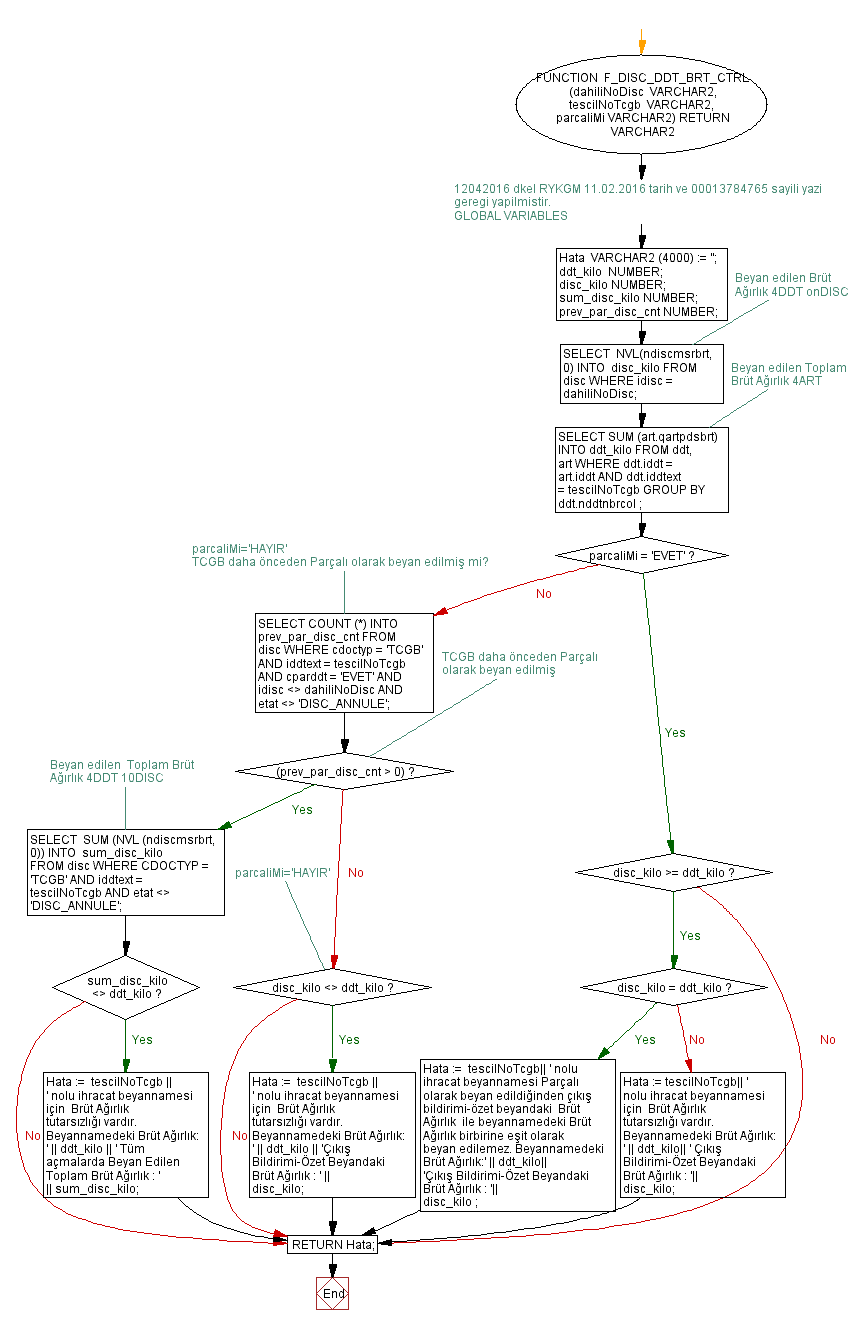 FUNCTION  F_DISC_DDT_BRT_CTRL
(dahiliNoDisc  VARCHAR2,
tescilNoTcgb  VARCHAR2,
parcaliMi VARCHAR2) RETURN
VARCHAR2
12042016 dkel RYKGM 11.02.2016 tarih ve 00013784765 sayili yazi
geregi yapilmistir.
GLOBAL VARIABLES
Hata  VARCHAR2 (4000) := '';
ddt_kilo  NUMBER;
disc_kilo NUMBER;
sum_disc_kilo NUMBER;
prev_par_disc_cnt NUMBER;
Beyan edilen Brüt
Ağırlık 4DDT onDISC
SELECT  NVL(ndiscmsrbrt,
0) INTO  disc_kilo FROM
disc WHERE idisc =
dahiliNoDisc;
Beyan edilen Toplam
Brüt Ağırlık 4ART
SELECT SUM (art.qartpdsbrt)
INTO ddt_kilo FROM ddt,
art WHERE ddt.iddt =
art.iddt AND ddt.iddtext
= tescilNoTcgb GROUP BY
ddt.nddtnbrcol ;
parcaliMi = 'EVET' ?
No
Yes
parcaliMi='HAYIR'
TCGB daha önceden Parçalı olarak beyan edilmiş mi?
SELECT COUNT (*) INTO
prev_par_disc_cnt FROM
disc WHERE cdoctyp = 'TCGB'
AND iddtext = tescilNoTcgb
AND cparddt = 'EVET' AND
idisc <> dahiliNoDisc AND
etat <> 'DISC_ANNULE';
TCGB daha önceden Parçalı
olarak beyan edilmiş
(prev_par_disc_cnt > 0) ?
Yes
No
Beyan edilen  Toplam Brüt
Ağırlık 4DDT 10DISC
SELECT  SUM (NVL (ndiscmsrbrt,
0)) INTO  sum_disc_kilo
FROM disc WHERE CDOCTYP =
'TCGB' AND iddtext =
tescilNoTcgb AND etat <>
'DISC_ANNULE';
parcaliMi='HAYIR'
disc_kilo >= ddt_kilo ?
Yes
No
sum_disc_kilo
<> ddt_kilo ?
Yes
No
disc_kilo <> ddt_kilo ?
Yes
No
disc_kilo = ddt_kilo ?
Yes
No
Hata :=  tescilNoTcgb ||
' nolu ihracat beyannamesi
için  Brüt Ağırlık
tutarsızlığı vardır.
Beyannamedeki Brüt Ağırlık:
' || ddt_kilo || ' Tüm
açmalarda Beyan Edilen
Toplam Brüt Ağırlık : '
|| sum_disc_kilo;
Hata :=  tescilNoTcgb ||
' nolu ihracat beyannamesi
için  Brüt Ağırlık
tutarsızlığı vardır.
Beyannamedeki Brüt Ağırlık:
' || ddt_kilo || 'Çıkış
Bildirimi-Özet Beyandaki
Brüt Ağırlık : ' ||
disc_kilo;
Hata :=  tescilNoTcgb|| ' nolu
ihracat beyannamesi Parçalı
olarak beyan edildiğinden çıkış
bildirimi-özet beyandaki  Brüt
Ağırlık  ile beyannamedeki Brüt
Ağırlık birbirine eşit olarak
beyan edilemez. Beyannamedeki
Brüt Ağırlık:' || ddt_kilo||
'Çıkış Bildirimi-Özet Beyandaki
Brüt Ağırlık : '||
disc_kilo ;
Hata := tescilNoTcgb|| '
nolu ihracat beyannamesi
için  Brüt Ağırlık
tutarsızlığı vardır.
Beyannamedeki Brüt Ağırlık:
' || ddt_kilo|| ' Çıkış
Bildirimi-Özet Beyandaki
Brüt Ağırlık : '||
disc_kilo;
RETURN Hata;
End